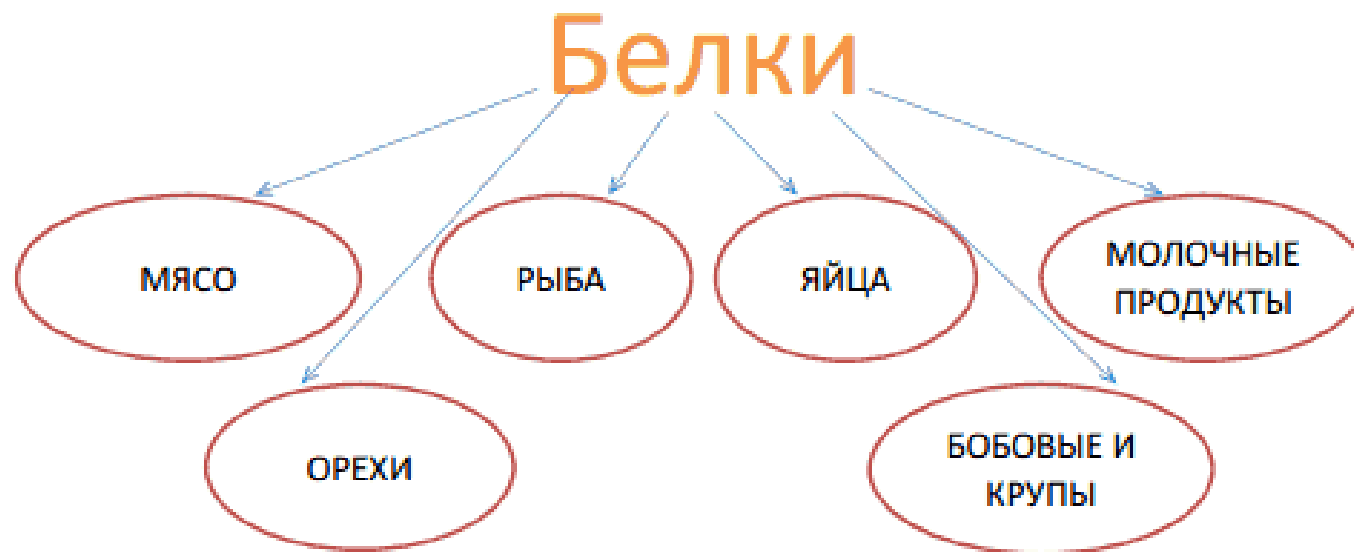 Белки
МЯСО
РЫБА
ЯЙЦА
МОЛОЧНЫЕ
ПРОДУКТЫ
ОРЕХИ
БОБОВЫЕ И
КРУПЫ